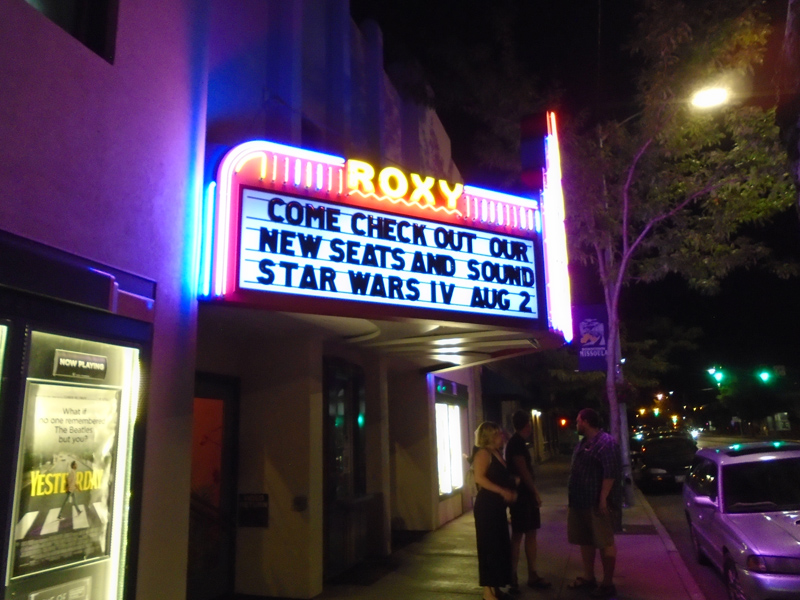 ROXY
COME CHECK OUT OUR
NEW SEATS AND SOUND
STAR WARS IV AUG 2
NOW PLAYING
What if
no one remembered
The Beatles
but you?
YESTERDAY
MISSOULA